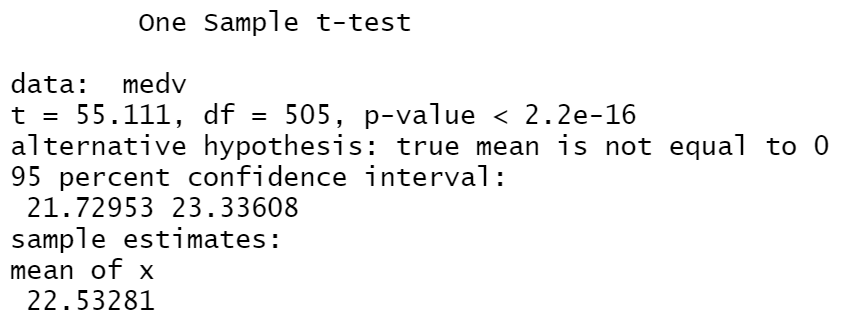 One Sample t-test
data:  medv
t = 55.111, df = 505, p-value < 2.2e-16
alternative hypothesis: true mean is not equal to 0
95 percent confidence interval:
21.72953 23.33608
sample estimates:
mean of x
22.53281